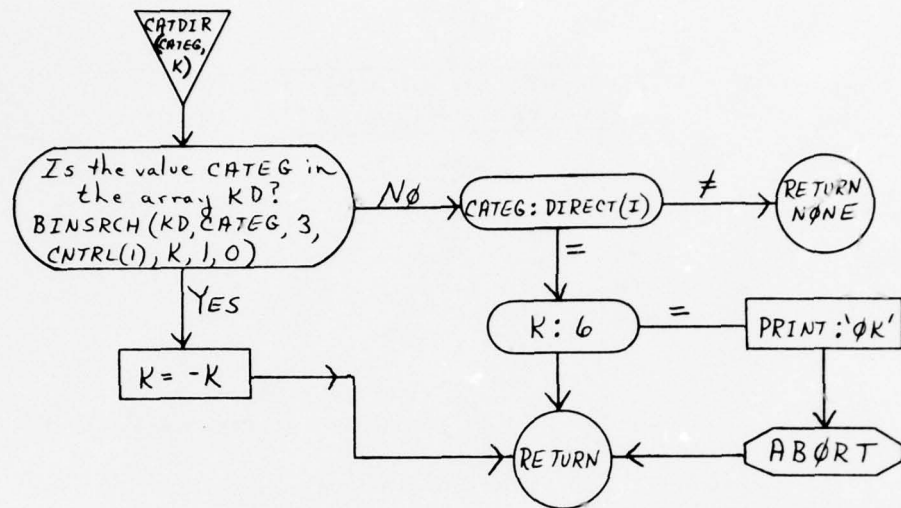 CATDIR
(CATEG,
K)
Is the value CATEG in
the array KD?
BINSRCH (KD, CATEG, 3,
CNTRL(1), K, 1, 0)
NØ
CATEG: DIRECT(I)
≠
RETURN
NØNE
=
YES
K: 6
=
PRINT: 'ØK'
K = -K
RETURN
ABØRT